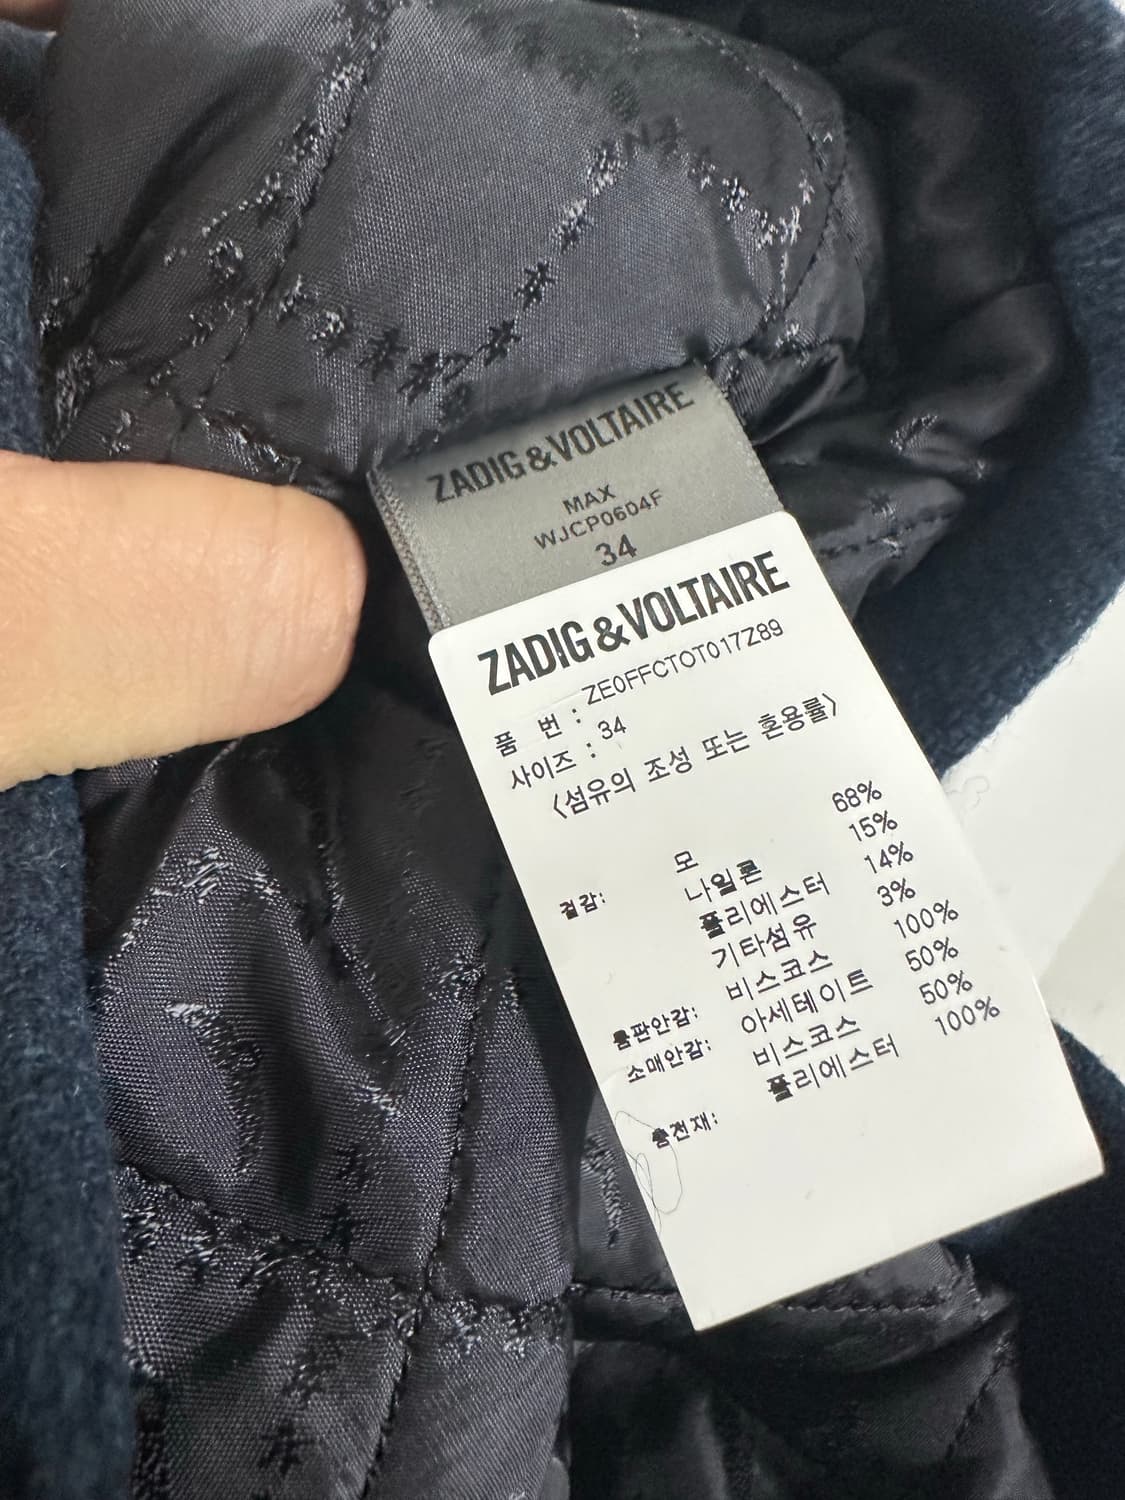 ZADIG&VOLTAIRE
MAX
WJCP0604F
34
ZADIG&VOLTAIRE
품 번 : ZE0FFCTOT017Z89
사이즈 : 34
<섬유의 조성 또는 혼용률>
겉감: 모 68%
나일론 15%
폴리에스터 14%
기타섬유 3%
몸판안감: 비스코스 100%
소매안감: 아세테이트 50%
비스코스 50%
충전재: 폴리에스터 100%